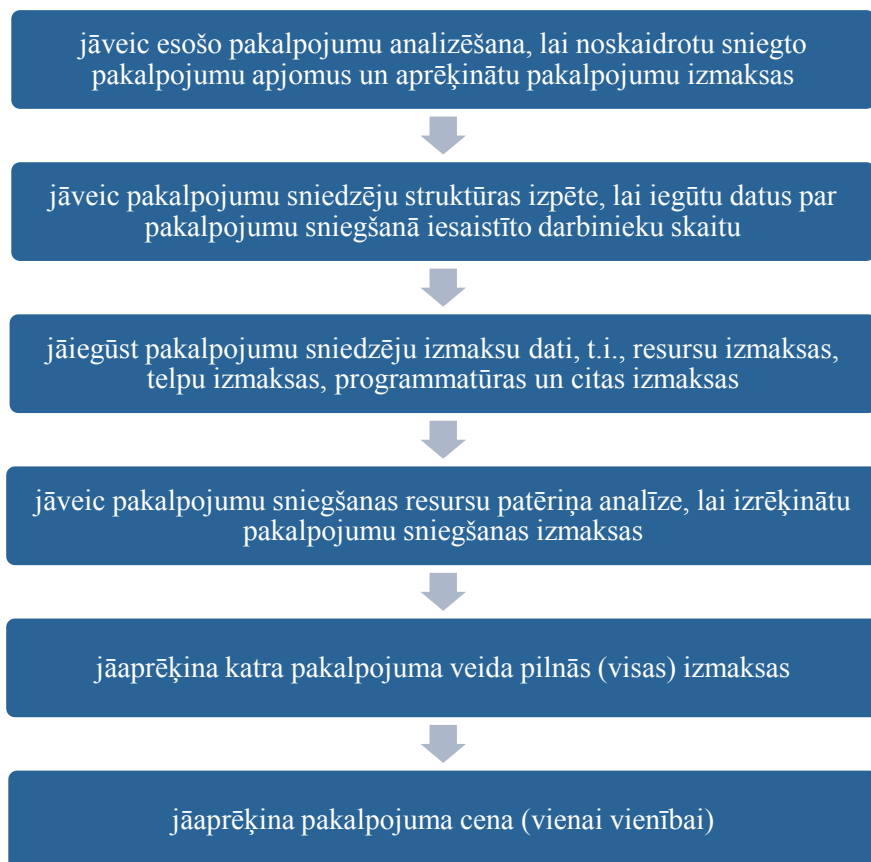 jāveic esošo pakalpojumu analizēšana, lai noskaidrotu sniegto
pakalpojumu apjomus un aprēķinātu pakalpojumu izmaksas
jāveic pakalpojumu sniedzēju struktūras izpēte, lai iegūtu datus par
pakalpojumu sniegšanā iesaistīto darbinieku skaitu
jāiegūst pakalpojumu sniedzēju izmaksu dati, t.i., resursu izmaksas,
telpu izmaksas, programmatūras un citas izmaksas
jāveic pakalpojumu sniegšanas resursu patēriņa analīze, lai izrēķinātu
pakalpojumu sniegšanas izmaksas
jāaprēķina katra pakalpojuma veida pilnās (visas) izmaksas
jāaprēķina pakalpojuma cena (vienai vienībai)